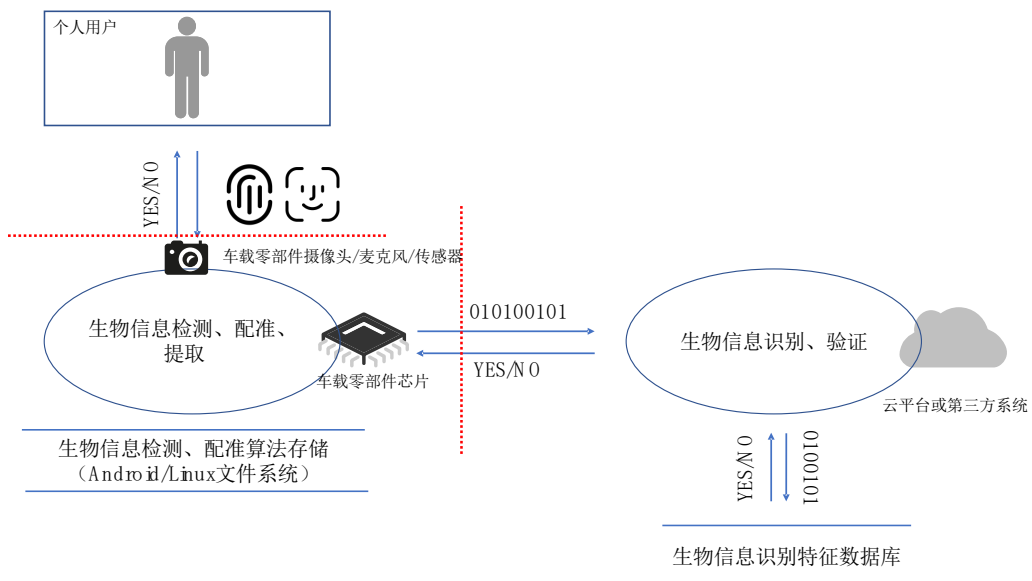 个人用户
YES/NO
车载零部件摄像头/麦克风/传感器
生物信息检测、配准、
提取
车载零部件芯片
010100101
YES/NO
生物信息识别、验证
云平台或第三方系统
生物信息检测、配准算法存储
（Android/Linux文件系统）
YES/NO
0100101
生物信息识别特征数据库